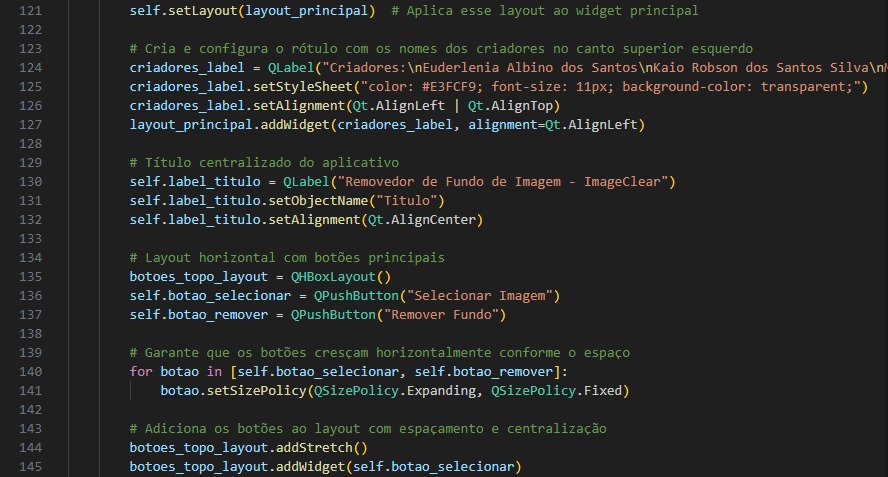 121 self.setLayout(layout_principal)  # Aplica esse layout ao widget principal
122
123 # Cria e configura o rótulo com os nomes dos criadores no canto superior esquerdo
124 criadores_label = QLabel("Criadores:\nEuderlenia Albino dos Santos\nKaio Robson dos Santos Silva\n
125 criadores_label.setStyleSheet("color: #E3FCF9; font-size: 11px; background-color: transparent;")
126 criadores_label.setAlignment(Qt.AlignLeft | Qt.AlignTop)
127 layout_principal.addWidget(criadores_label, alignment=Qt.AlignLeft)
128
129 # Título centralizado do aplicativo
130 self.label_titulo = QLabel("Removedor de Fundo de Imagem - ImageClear")
131 self.label_titulo.setObjectName("Titulo")
132 self.label_titulo.setAlignment(Qt.AlignCenter)
133
134 # Layout horizontal com botões principais
135 botoes_topo_layout = QHBoxLayout()
136 self.botao_selecionar = QPushButton("Selecionar Imagem")
137 self.botao_remover = QPushButton("Remover Fundo")
138
139 # Garante que os botões cresçam horizontalmente conforme o espaço
140 for botao in [self.botao_selecionar, self.botao_remover]:
141     botao.setSizePolicy(QSizePolicy.Expanding, QSizePolicy.Fixed)
142
143 # Adiciona os botões ao layout com espaçamento e centralização
144 botoes_topo_layout.addStretch()
145 botoes_topo_layout.addWidget(self.botao_selecionar)